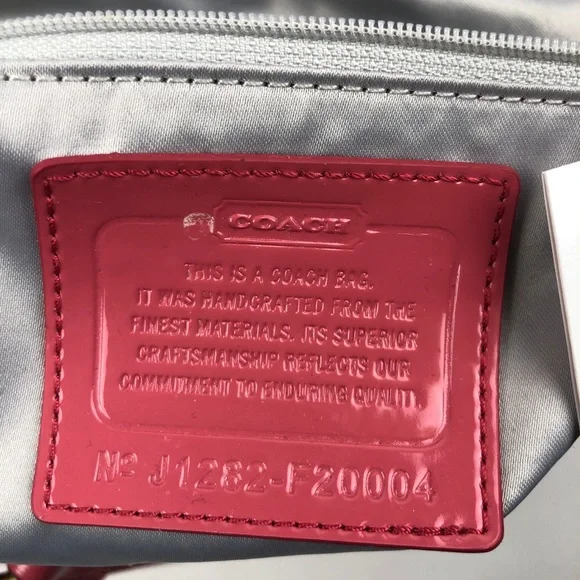 COACH
THIS IS A COACH BAG.
IT WAS HANDCRAFTED FROM THE
FINEST MATERIALS. ITS SUPERIOR
CRAFTSMANSHIP REFLECTS OUR
COMMITMENT TO ENDURING QUALITY.
Nº J1282-F20004